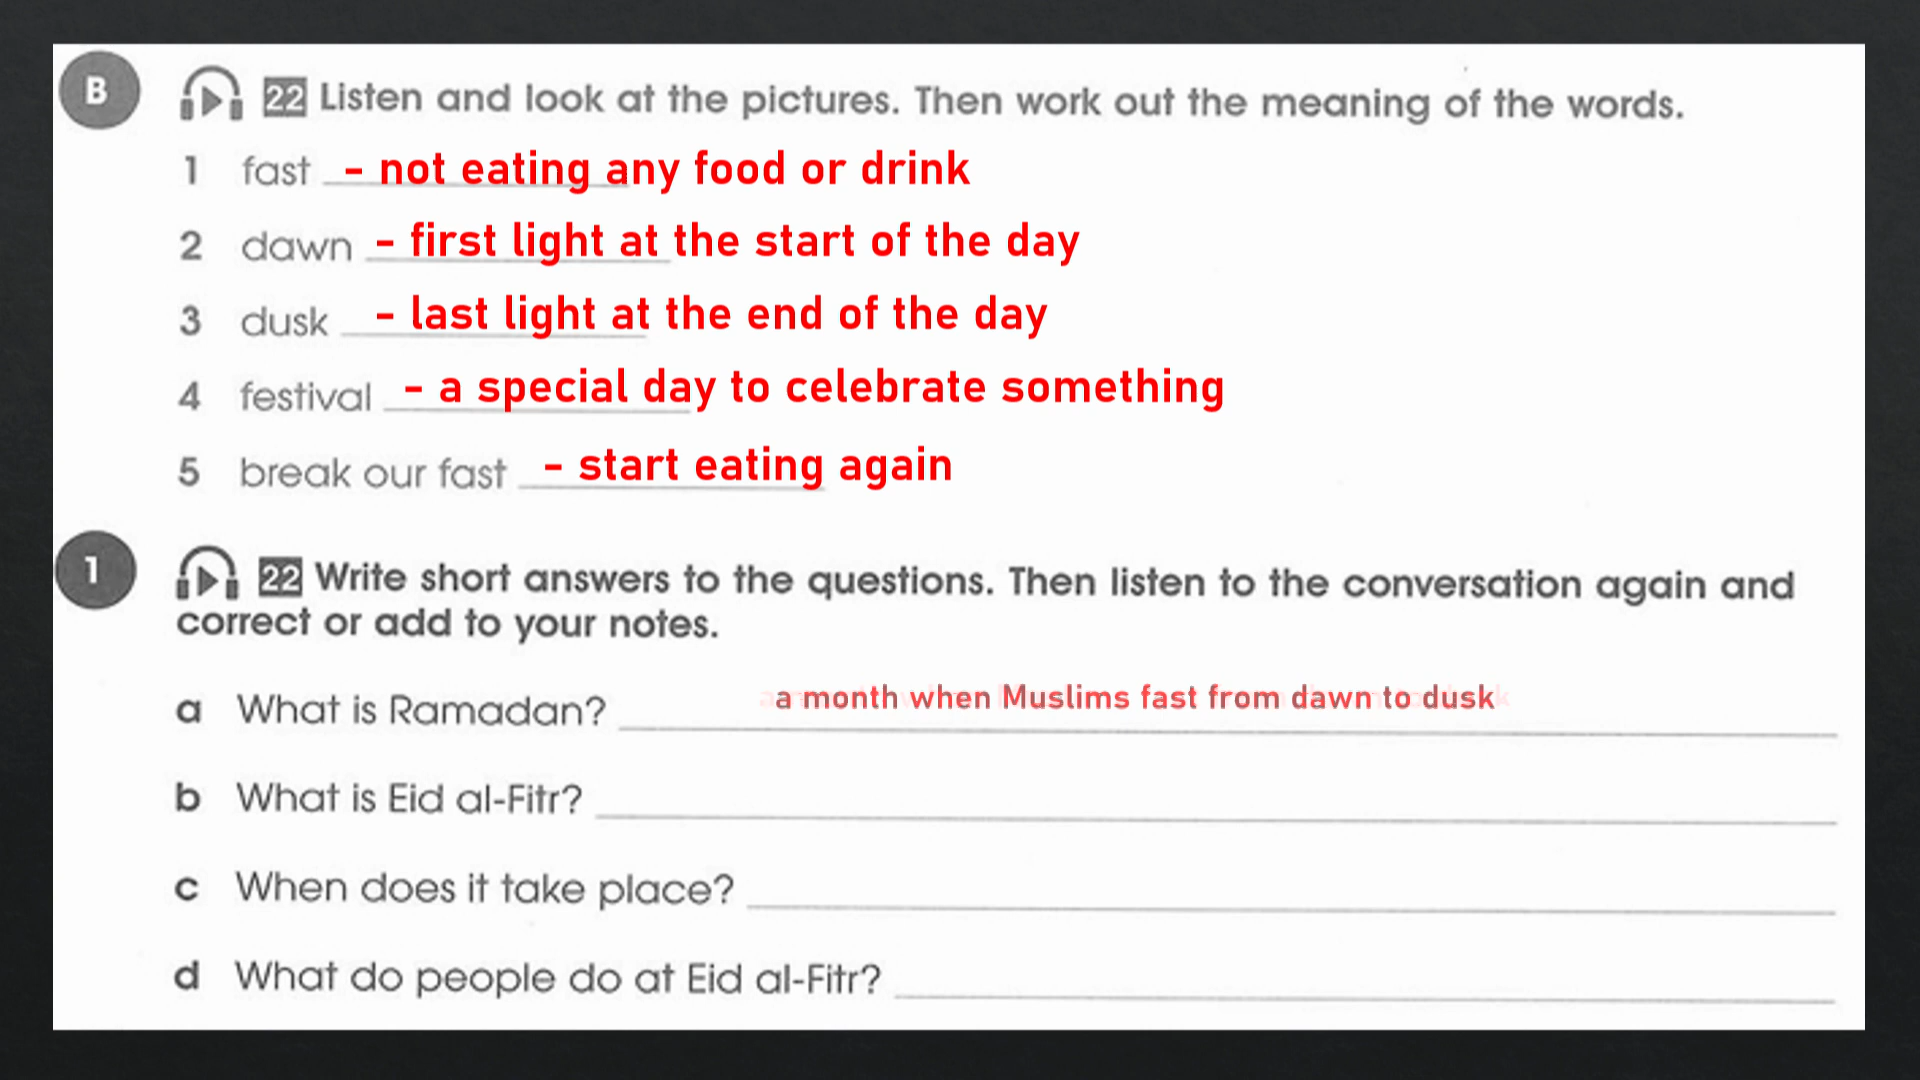 B 22 Listen and look at the pictures. Then work out the meaning of the words.
1 fast - not eating any food or drink
2 dawn - first light at the start of the day
3 dusk - last light at the end of the day
4 festival - a special day to celebrate something
5 break our fast - start eating again
1 22 Write short answers to the questions. Then listen to the conversation again and
correct or add to your notes.
a What is Ramadan? a month when Muslims fast from dawn to dusk
b What is Eid al-Fitr?
c When does it take place?
d What do people do at Eid al-Fitr?